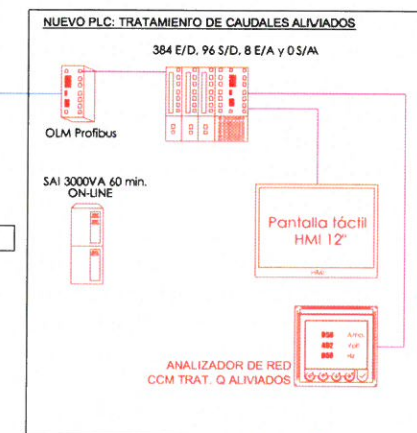 NUEVO PLC: TRATAMIENTO DE CAUDALES ALIVIADOS
384 E/D, 96 S/D, 8 E/A y 0 S/A
OLM Profibus
SAI 3000VA 60 min.
ON-LINE
Pantalla táctil
HMI 12"
HMI
ANALIZADOR DE RED
CCM TRAT. Q ALIVIADOS